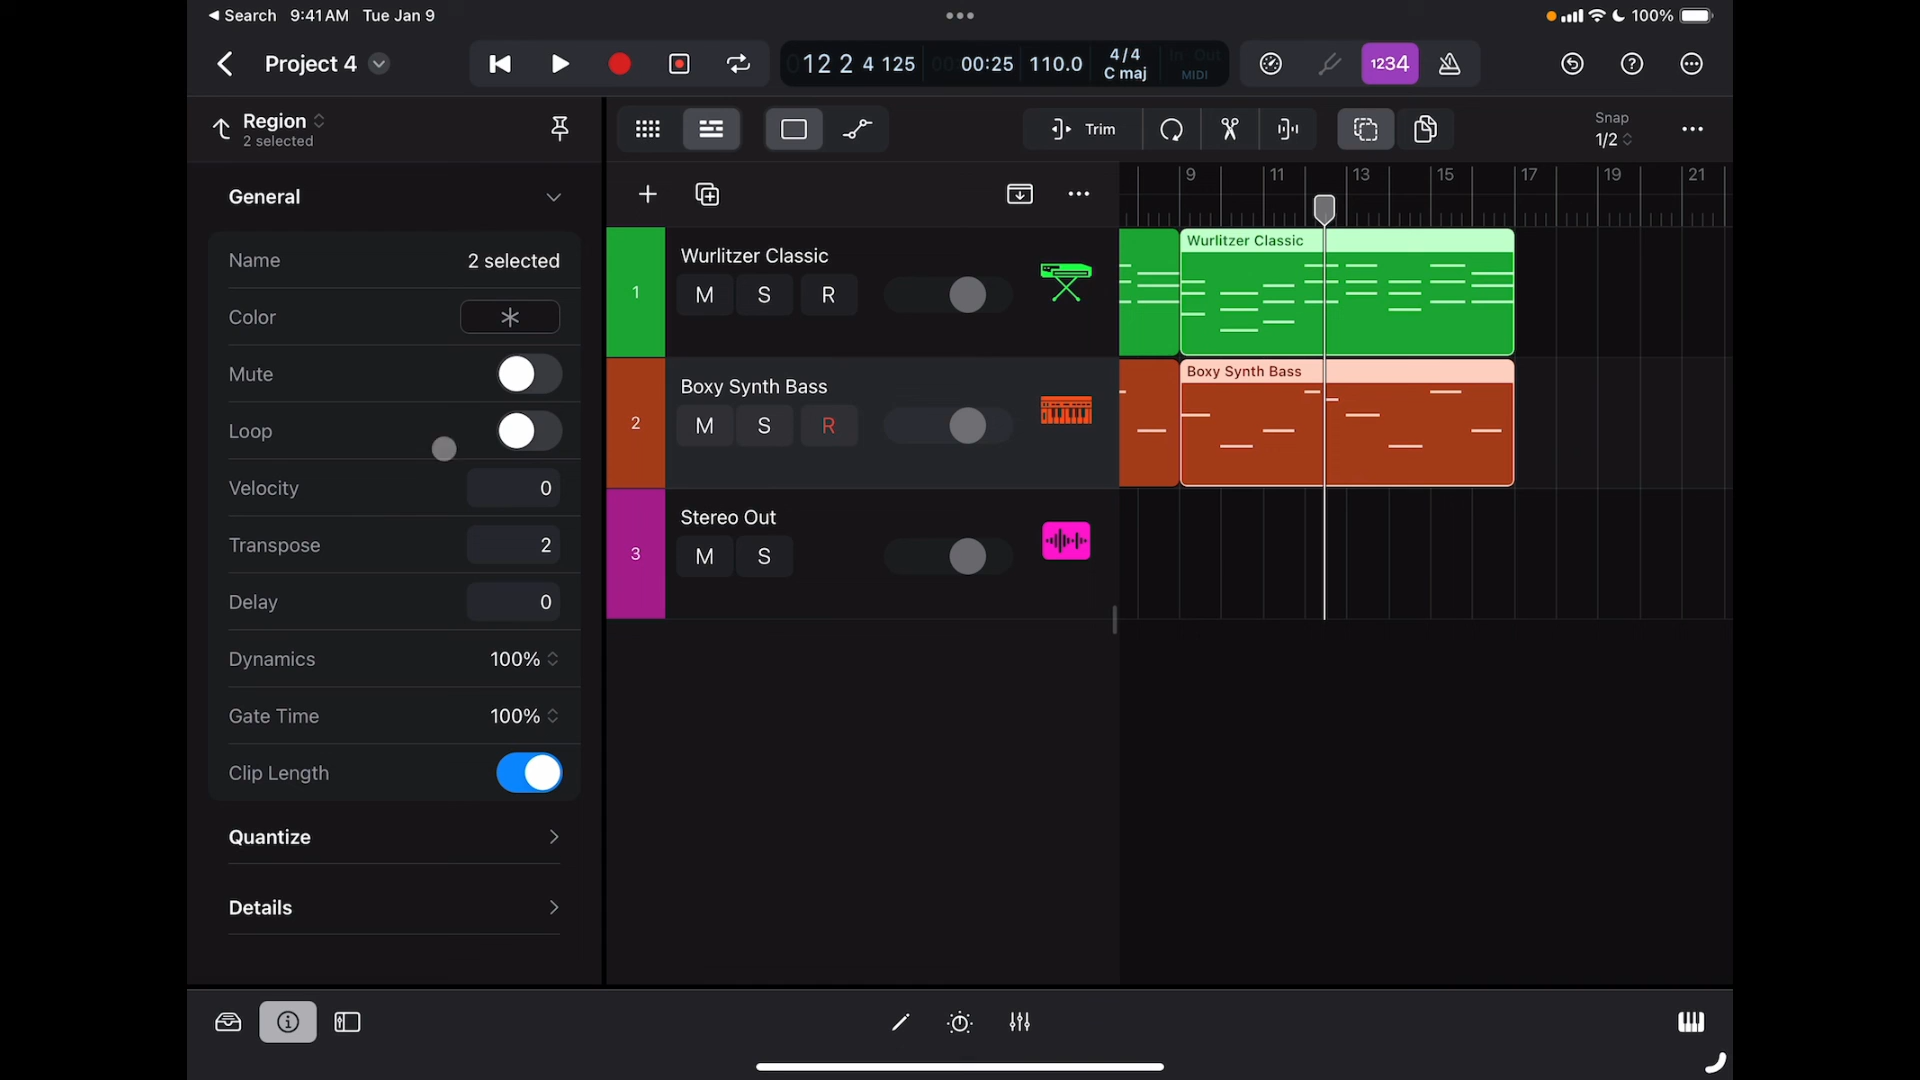 Search 9:41 AM Tue Jan 9
100%
Project 4
12 2 4 125
00:25
110.0
4/4
C maj
In Out
MIDI
1234
Region
2 selected
Trim
Snap
1/2
General
9 11 13 15 17 19 21
Name 2 selected
Color
Mute
Loop
Velocity 0
Transpose 2
Delay 0
Dynamics 100%
Gate Time 100%
Clip Length
Quantize
Details
1
Wurlitzer Classic
M S R
2
Boxy Synth Bass
M S R
3
Stereo Out
M S
Wurlitzer Classic
Boxy Synth Bass